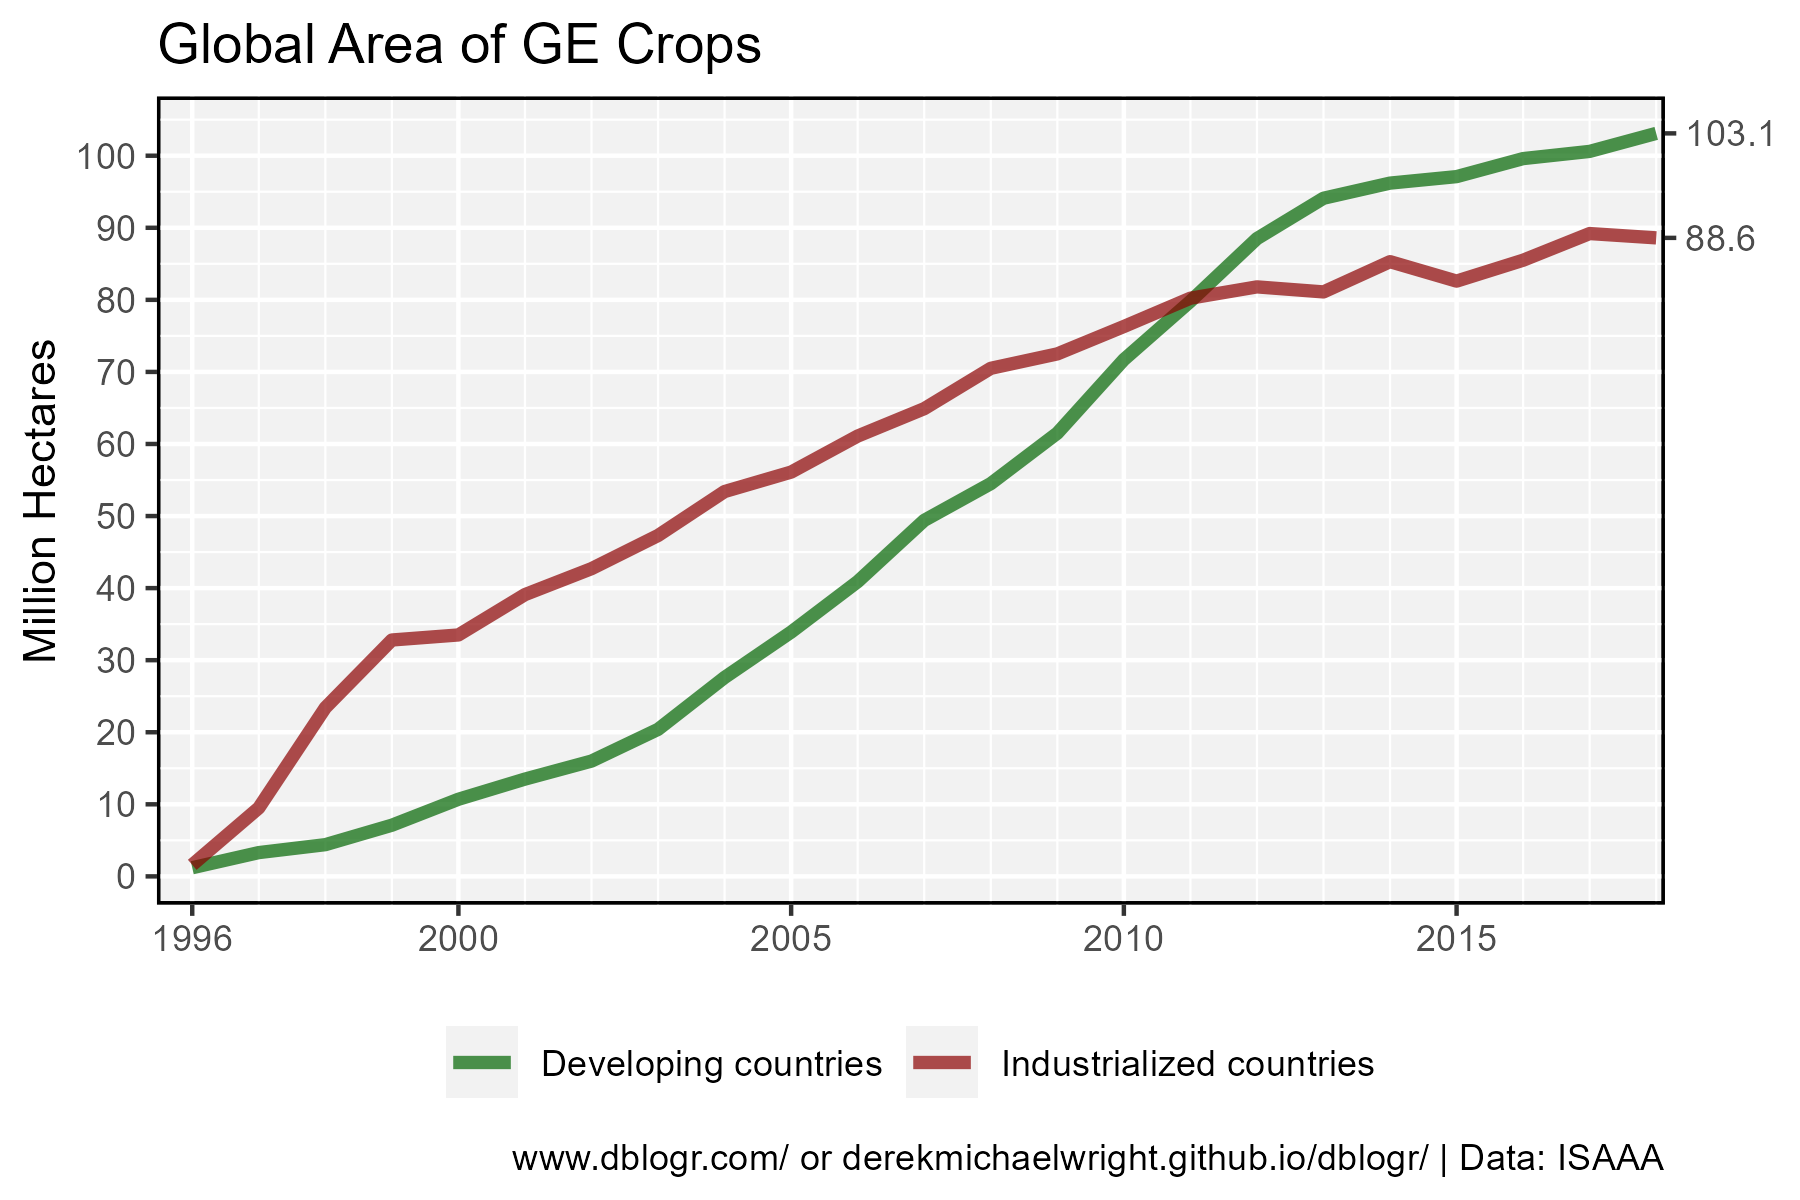 Global Area of GE Crops
Million Hectares
100
90
80
70
60
50
40
30
20
10
0
103.1
88.6
1996 2000 2005 2010 2015
Developing countries Industrialized countries
www.dblogr.com/ or derekmichaelwright.github.io/dblogr/ | Data: ISAAA